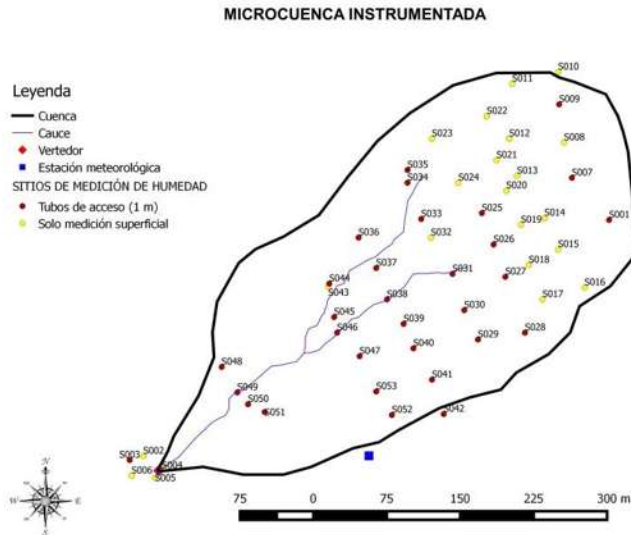 MICROCUENCA INSTRUMENTADA
Leyenda
Cuenca
Cauce
Vertedor
Estación meteorológica
SITIOS DE MEDICIÓN DE HUMEDAD
Tubos de acceso (1 m)
Solo medición superficial
S010
S011
S009
S022
S023
S012
S008
S021
S035
S013
S007
S034
S024
S020
S025
S033
S014
S001
S019
S036
S032
S026
S015
S018
S037
S031
S027
S044
S016
S043
S038
S017
S045
S030
S039
S046
S028
S029
S040
S047
S048
S041
S049
S053
S050
S051
S052
S042
S002
S003
S004
S006
S005
N
W
E
S
75
0
75
150
225
300 m